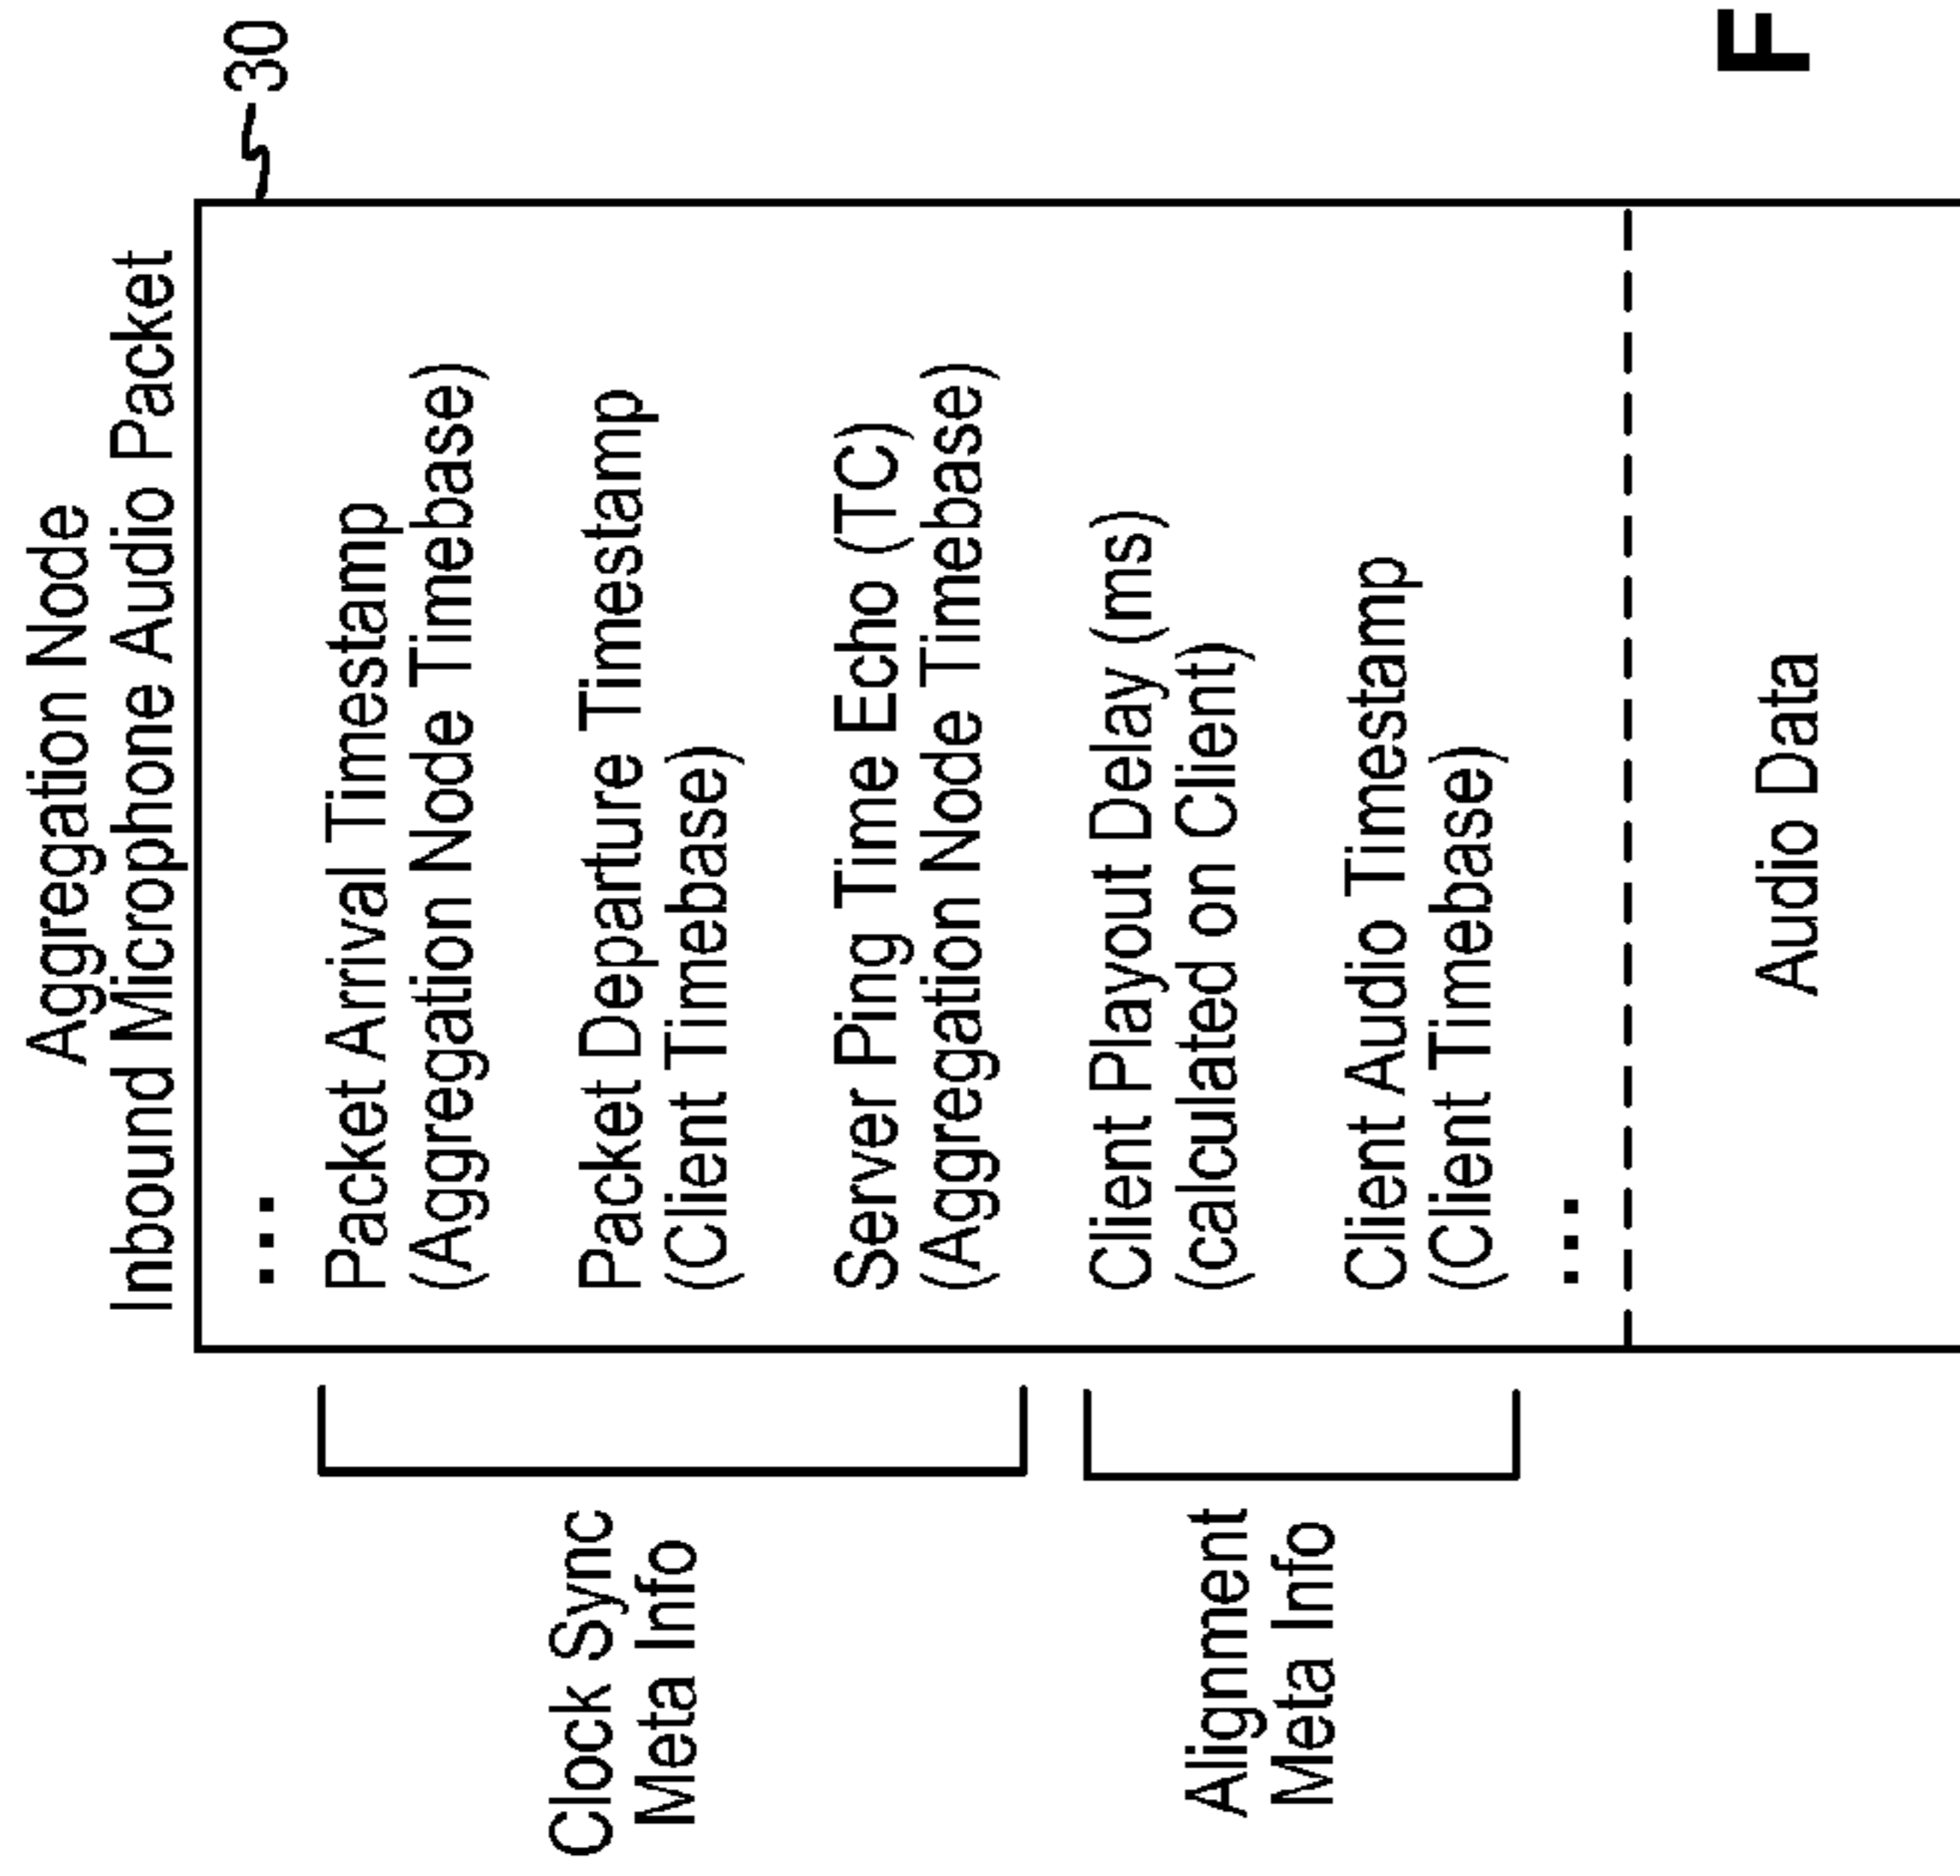 Aggregation Node
Inbound Microphone Audio Packet
30
...
Packet Arrival Timestamp
(Aggregation Node Timebase)
Packet Departure Timestamp
(Client Timebase)
Server Ping Time Echo (TC)
(Aggregation Node Timebase)
Clock Sync
Meta Info
Client Playout Delay (ms)
(calculated on Client)
Client Audio Timestamp
(Client Timebase)
...
Alignment
Meta Info
Audio Data
F